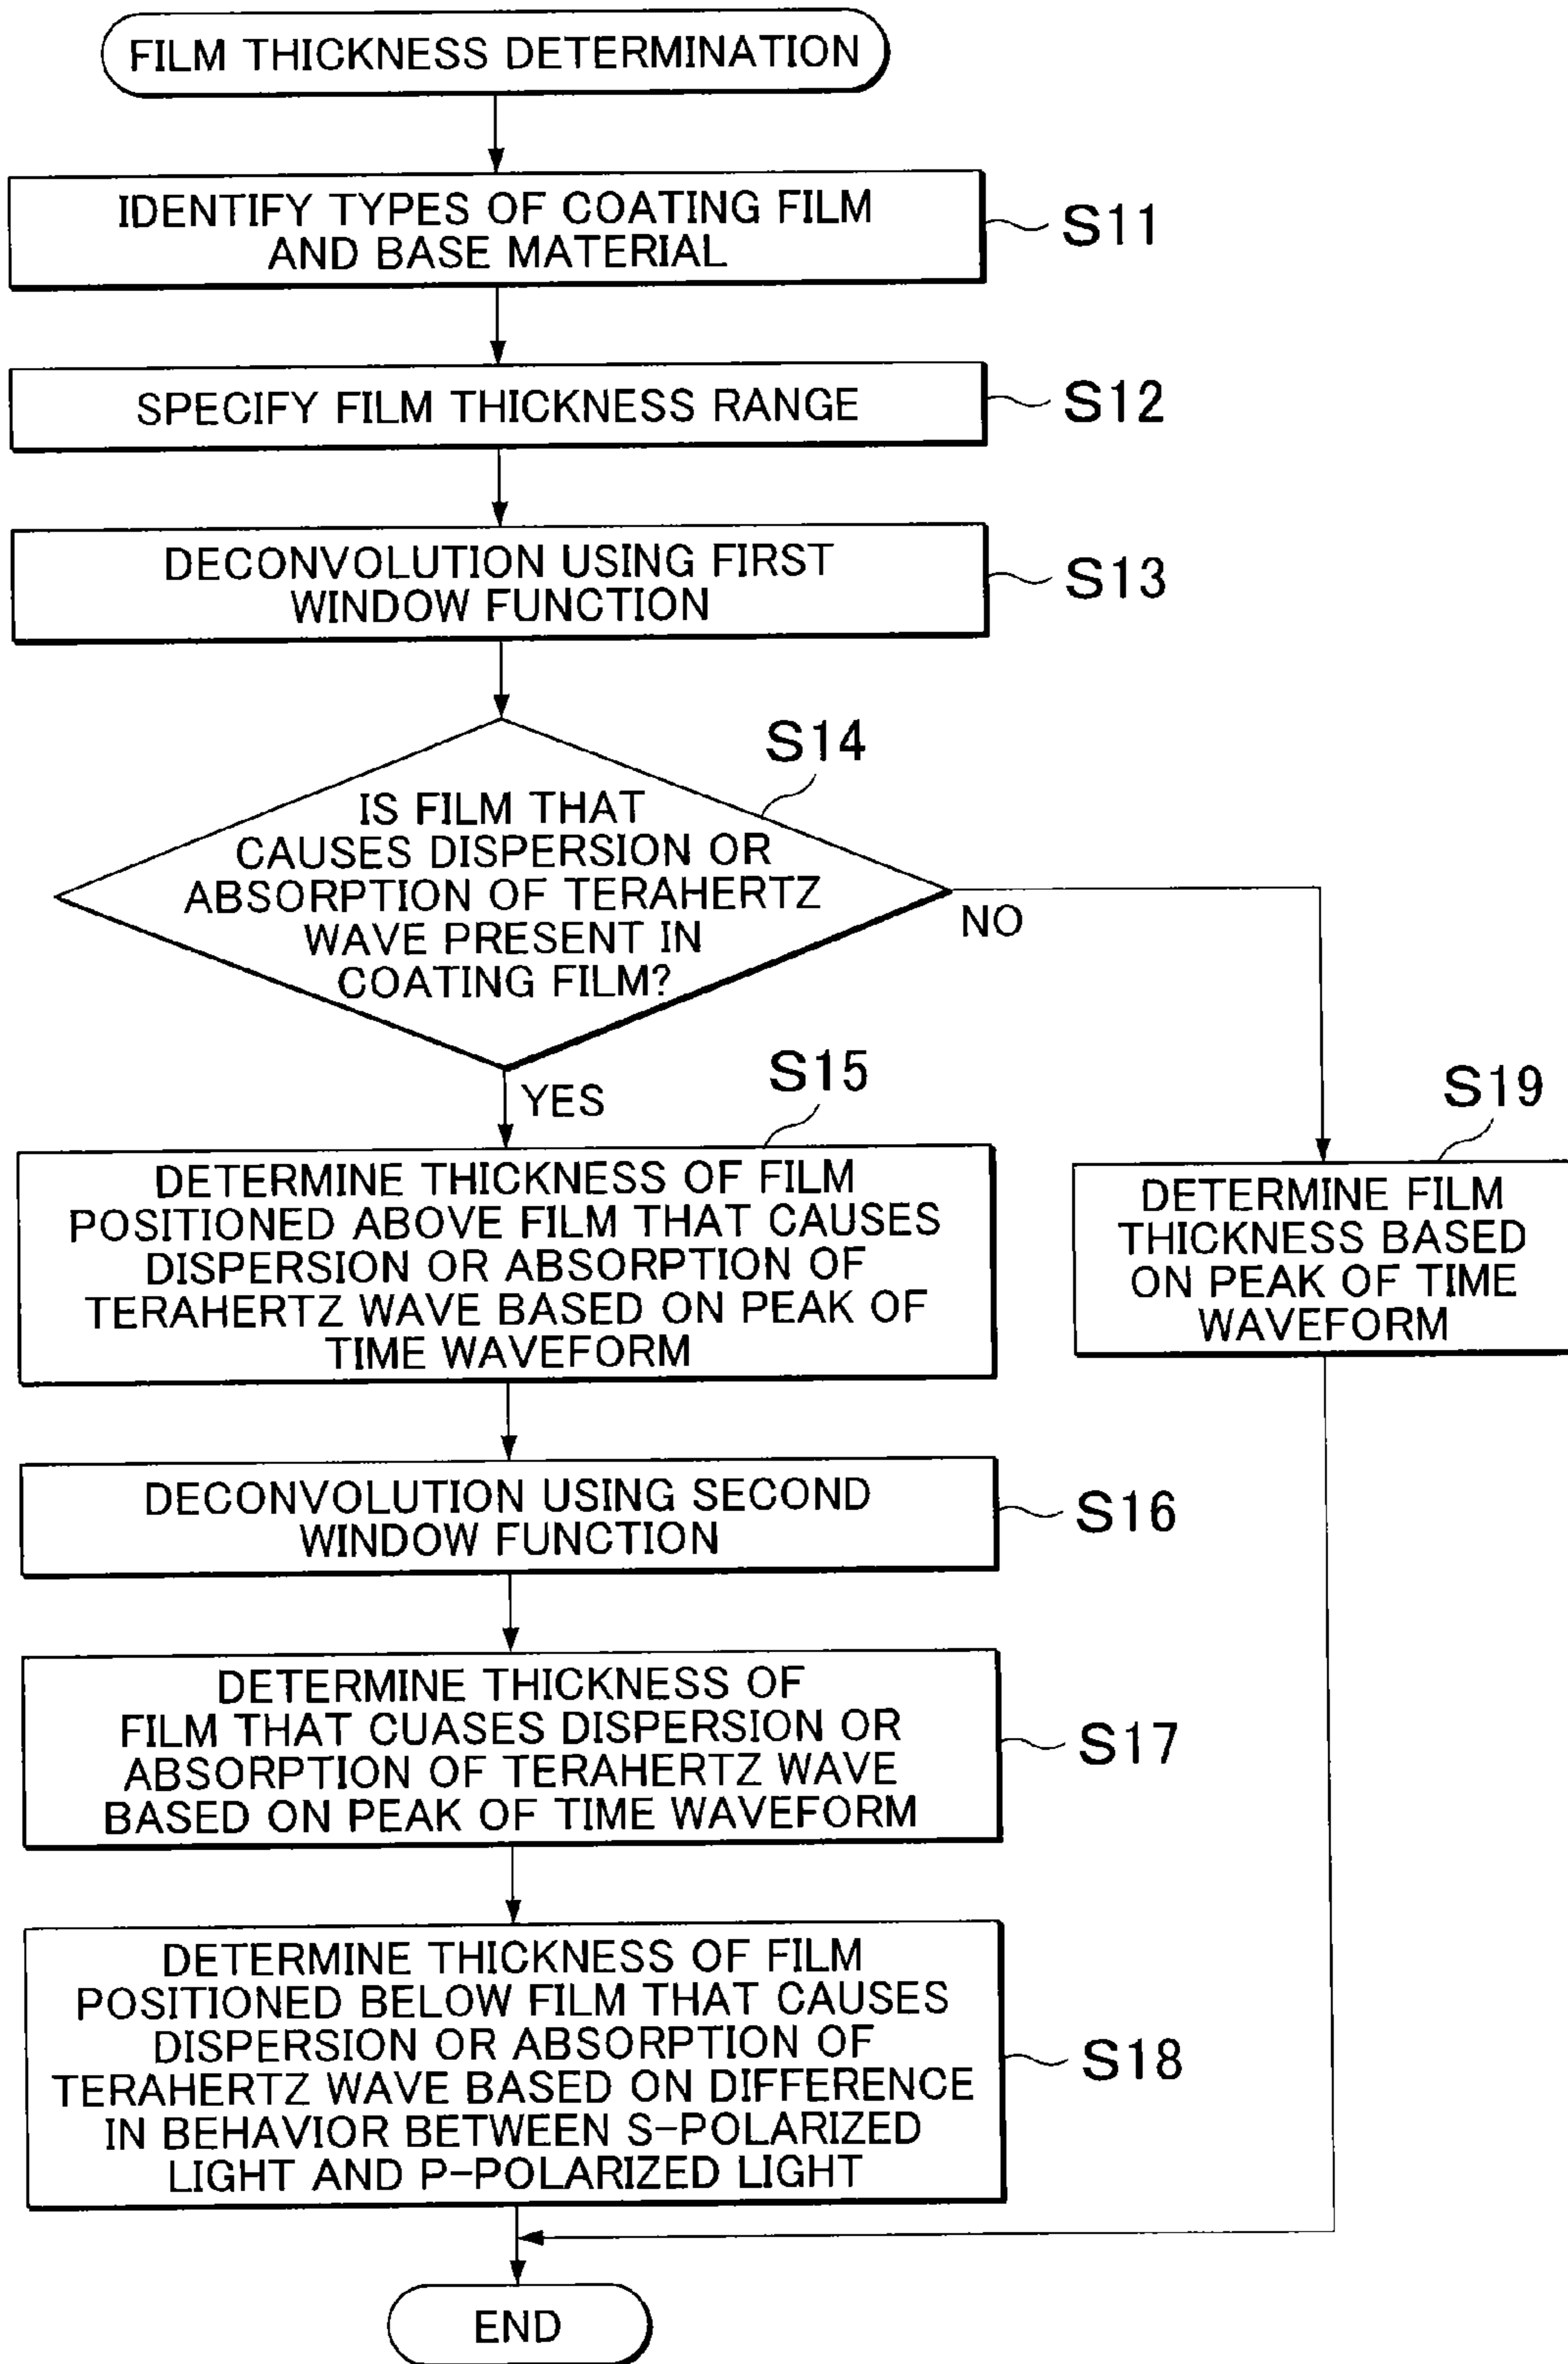 FILM THICKNESS DETERMINATION
IDENTIFY TYPES OF COATING FILM
AND BASE MATERIAL
S11
SPECIFY FILM THICKNESS RANGE
S12
DECONVOLUTION USING FIRST
WINDOW FUNCTION
S13
S14
IS FILM THAT
CAUSES DISPERSION OR
ABSORPTION OF TERAHERTZ
WAVE PRESENT IN
COATING FILM?
NO
YES
S15
DETERMINE THICKNESS OF FILM
POSITIONED ABOVE FILM THAT CAUSES
DISPERSION OR ABSORPTION OF
TERAHERTZ WAVE BASED ON PEAK OF
TIME WAVEFORM
S19
DETERMINE FILM
THICKNESS BASED
ON PEAK OF TIME
WAVEFORM
DECONVOLUTION USING SECOND
WINDOW FUNCTION
S16
DETERMINE THICKNESS OF
FILM THAT CUASES DISPERSION OR
ABSORPTION OF TERAHERTZ WAVE
BASED ON PEAK OF TIME WAVEFORM
S17
DETERMINE THICKNESS OF FILM
POSITIONED BELOW FILM THAT CAUSES
DISPERSION OR ABSORPTION OF
TERAHERTZ WAVE BASED ON DIFFERENCE
IN BEHAVIOR BETWEEN S-POLARIZED
LIGHT AND P-POLARIZED LIGHT
S18
END